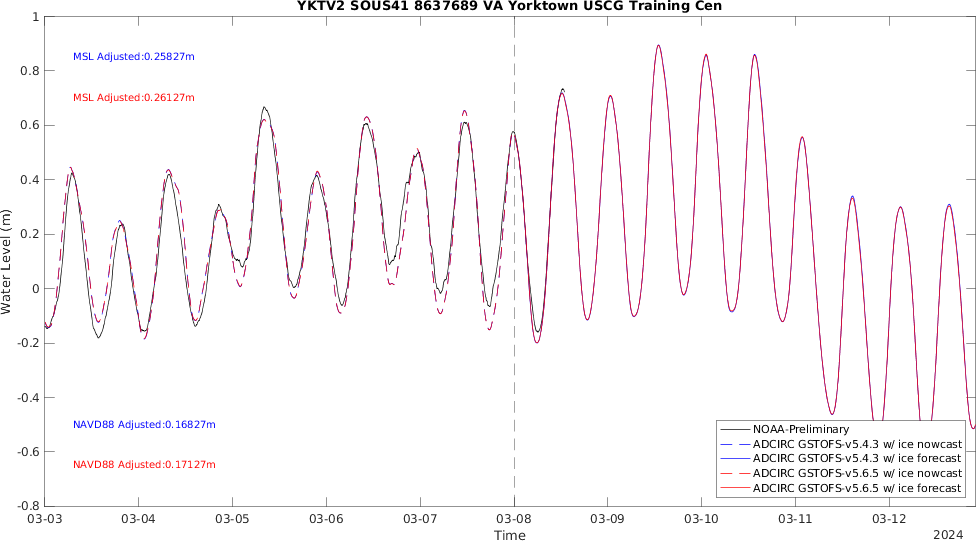 YKTV2 SOUS41 8637689 VA Yorktown USCG Training Cen
1
0.8
0.6
0.4
0.2
0
-0.2
-0.4
-0.6
-0.8
Water Level (m)
MSL Adjusted:0.25827m
MSL Adjusted:0.26127m
NAVD88 Adjusted:0.16827m
NAVD88 Adjusted:0.17127m
NOAA-Preliminary
ADCIRC GSTOFS-v5.4.3 w/ ice nowcast
ADCIRC GSTOFS-v5.4.3 w/ ice forecast
ADCIRC GSTOFS-v5.6.5 w/ ice nowcast
ADCIRC GSTOFS-v5.6.5 w/ ice forecast
03-03 03-04 03-05 03-06 03-07 03-08 03-09 03-10 03-11 03-12
Time
2024